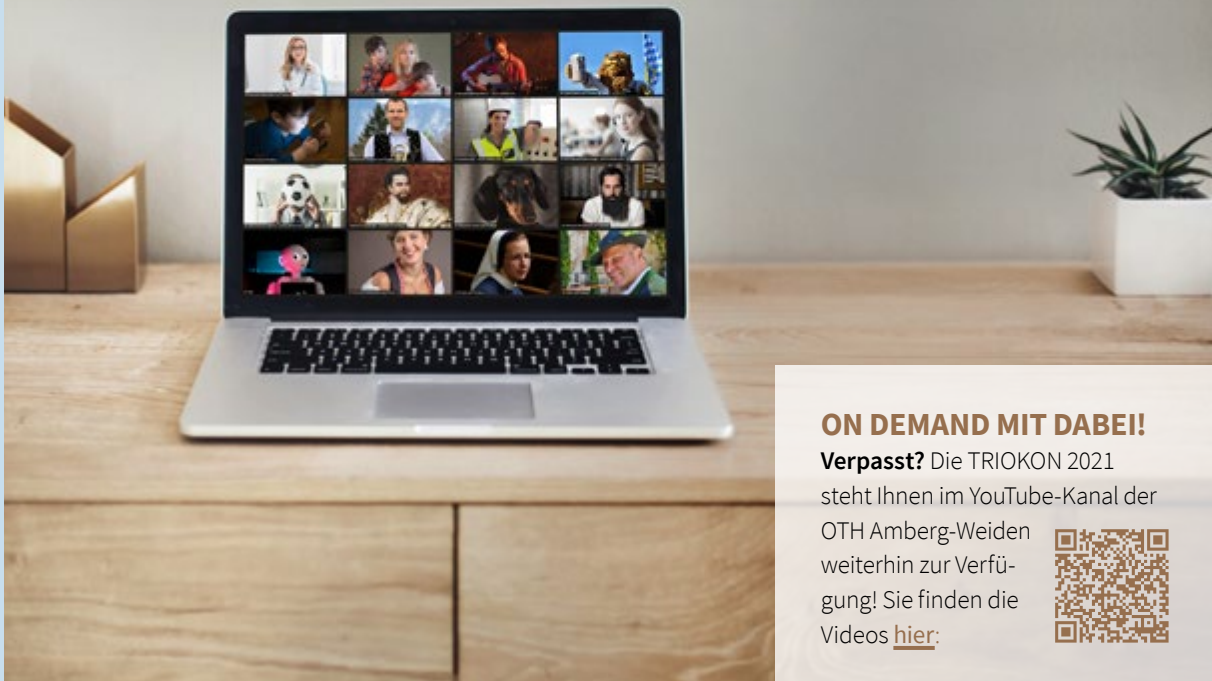 ON DEMAND MIT DABEI!
Verpasst? Die TRIOKON 2021
steht Ihnen im YouTube-Kanal der
OTH Amberg-Weiden
weiterhin zur Verfü-
gung! Sie finden die
Videos hier: